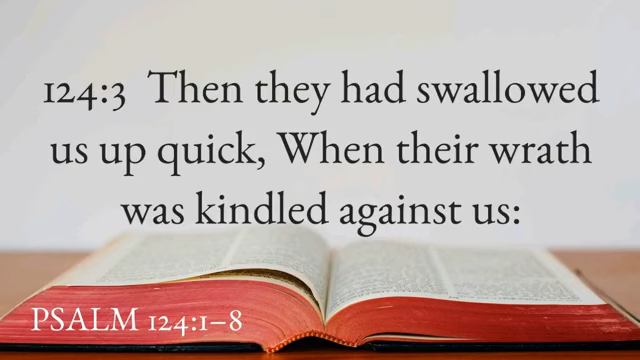 124:3 Then they had swallowed
us up quick, When their wrath
was kindled against us:
PSALM 124:1–8